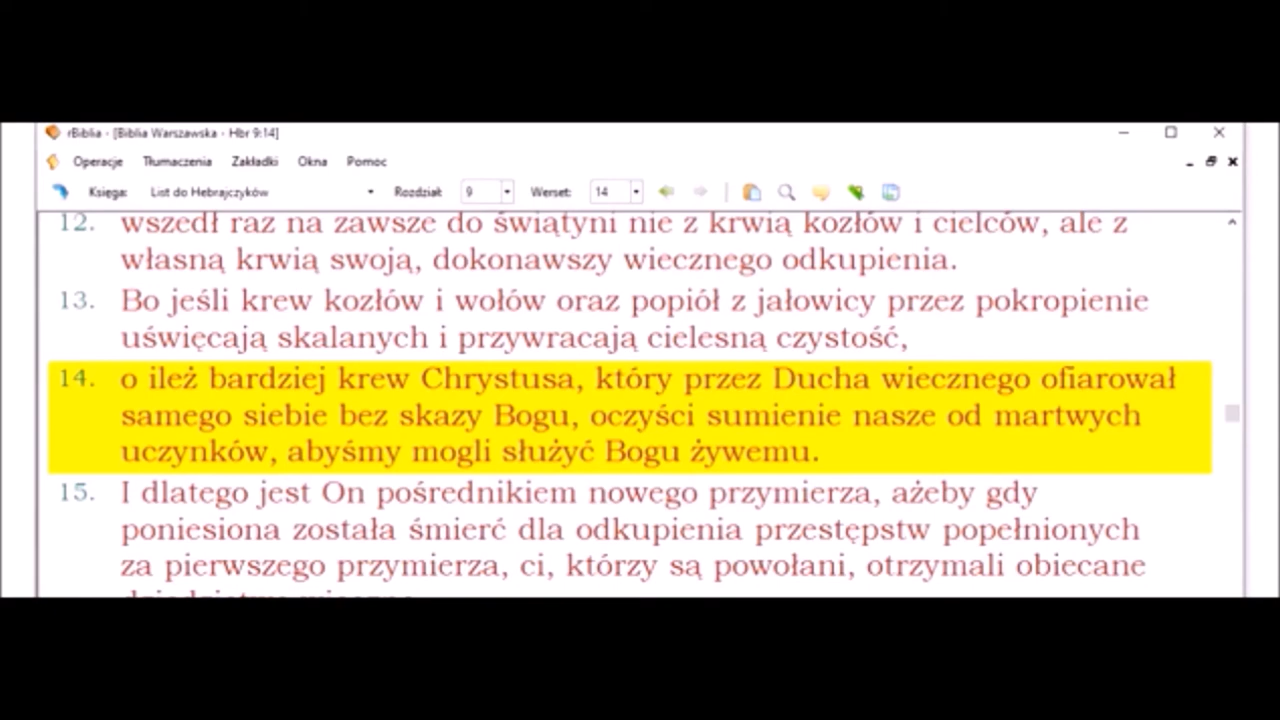 rBiblia - [Biblia Warszawska - Hbr 9:14]
Operacje Tłumaczenia Zakładki Okna Pomoc
Księga: List do Hebrajczyków Rozdział: 9 Werset: 14
12. wszedł raz na zawsze do świątyni nie z krwią kozłów i cielców, ale z
własną krwią swoją, dokonawszy wiecznego odkupienia.
13. Bo jeśli krew kozłów i wołów oraz popiół z jałowicy przez pokropienie
uświęcają skalanych i przywracają cielesną czystość,
14. o ileż bardziej krew Chrystusa, który przez Ducha wiecznego ofiarował
samego siebie bez skazy Bogu, oczyści sumienie nasze od martwych
uczynków, abyśmy mogli służyć Bogu żywemu.
15. I dlatego jest On pośrednikiem nowego przymierza, ażeby gdy
poniesiona została śmierć dla odkupienia przestępstw popełnionych
za pierwszego przymierza, ci, którzy są powołani, otrzymali obiecane